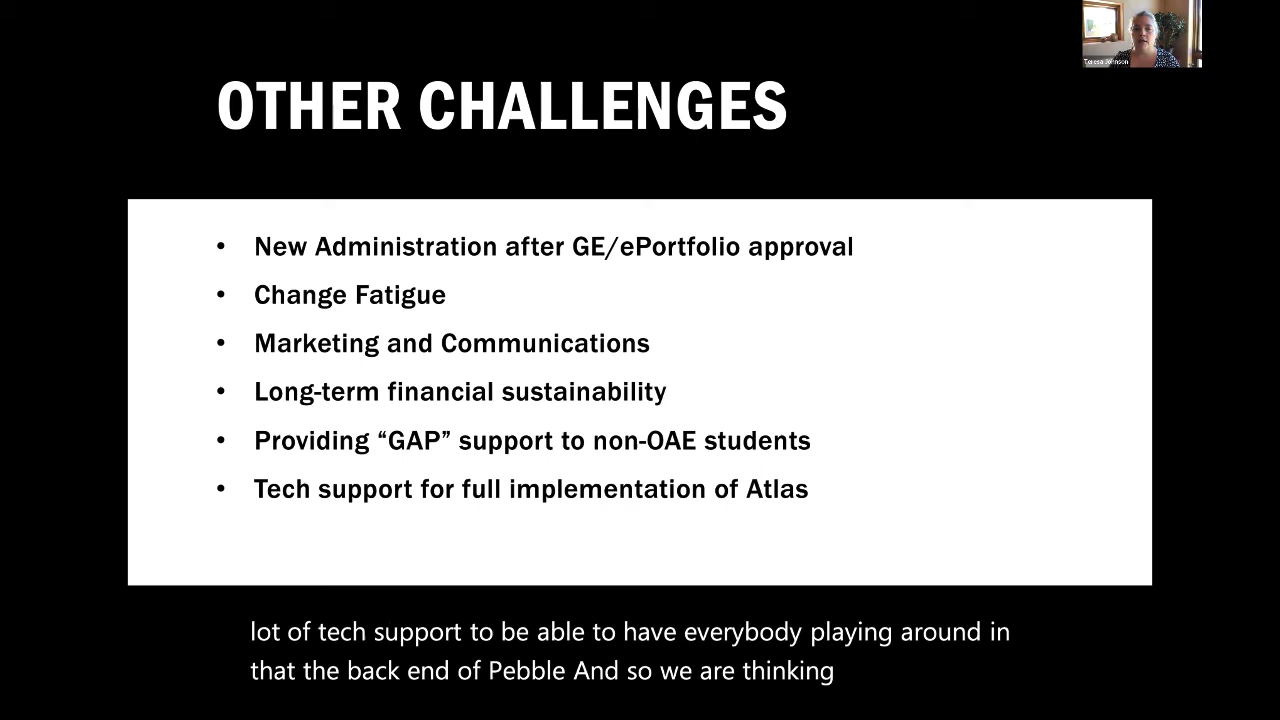 Teresa Johnson
OTHER CHALLENGES
• New Administration after GE/ePortfolio approval
• Change Fatigue
• Marketing and Communications
• Long-term financial sustainability
• Providing “GAP” support to non-OAE students
• Tech support for full implementation of Atlas
lot of tech support to be able to have everybody playing around in
that the back end of Pebble And so we are thinking